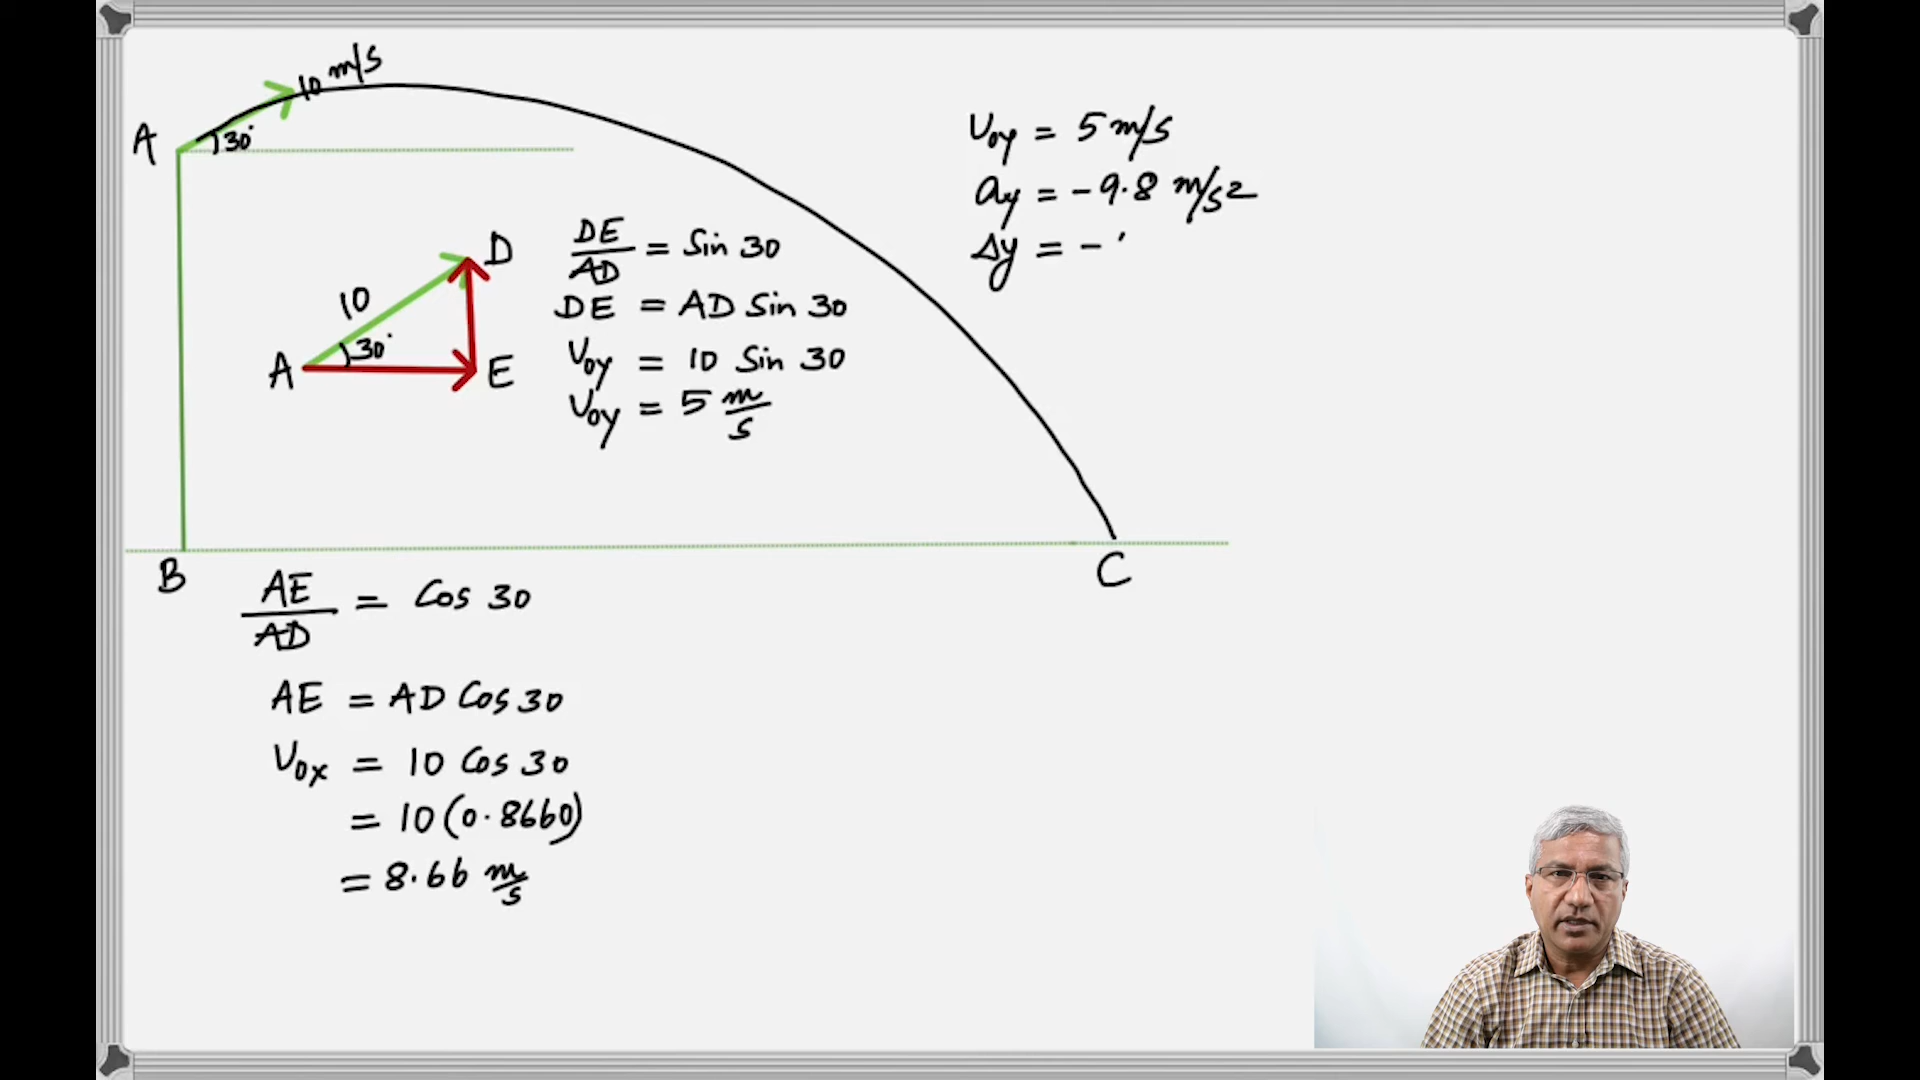 10 m/s
A
30°
D
10
30°
A
E
DE/AD = Sin 30
DE = AD Sin 30
Voy = 10 Sin 30
Voy = 5 m/s
Voy = 5 m/s
ay = -9.8 m/s2
Δy = -
B
C
AE/AD = Cos 30
AE = AD Cos 30
Vox = 10 Cos 30
= 10 (0.8660)
= 8.66 m/s